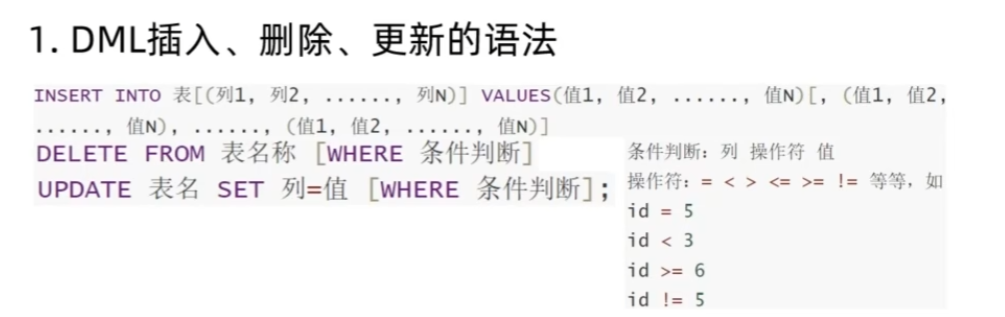 1. DML插入、删除、更新的语法
INSERT INTO 表[(列1, 列2, ......, 列N)] VALUES(值1, 值2, ......, 值N)[, (值1, 值2,
......, 值N), ......, (值1, 值2, ......, 值N)]
DELETE FROM 表名称 [WHERE 条件判断]
UPDATE 表名 SET 列=值 [WHERE 条件判断];
条件判断: 列 操作符 值
操作符: = < > <= >= != 等等, 如
id = 5
id < 3
id >= 6
id != 5